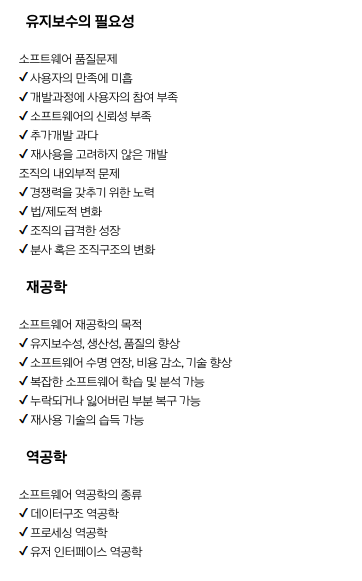 유지보수의 필요성
소프트웨어 품질문제
✔ 사용자의 만족에 미흡
✔ 개발과정에 사용자의 참여 부족
✔ 소프트웨어의 신뢰성 부족
✔ 추가개발 과다
✔ 재사용을 고려하지 않은 개발
조직의 내외부적 문제
✔ 경쟁력을 갖추기 위한 노력
✔ 법/제도적 변화
✔ 조직의 급격한 성장
✔ 분사 혹은 조직구조의 변화
재공학
소프트웨어 재공학의 목적
✔ 유지보수성, 생산성, 품질의 향상
✔ 소프트웨어 수명 연장, 비용 감소, 기술 향상
✔ 복잡한 소프트웨어 학습 및 분석 가능
✔ 누락되거나 잃어버린 부분 복구 가능
✔ 재사용 기술의 습득 가능
역공학
소프트웨어 역공학의 종류
✔ 데이터구조 역공학
✔ 프로세싱 역공학
✔ 유저 인터페이스 역공학